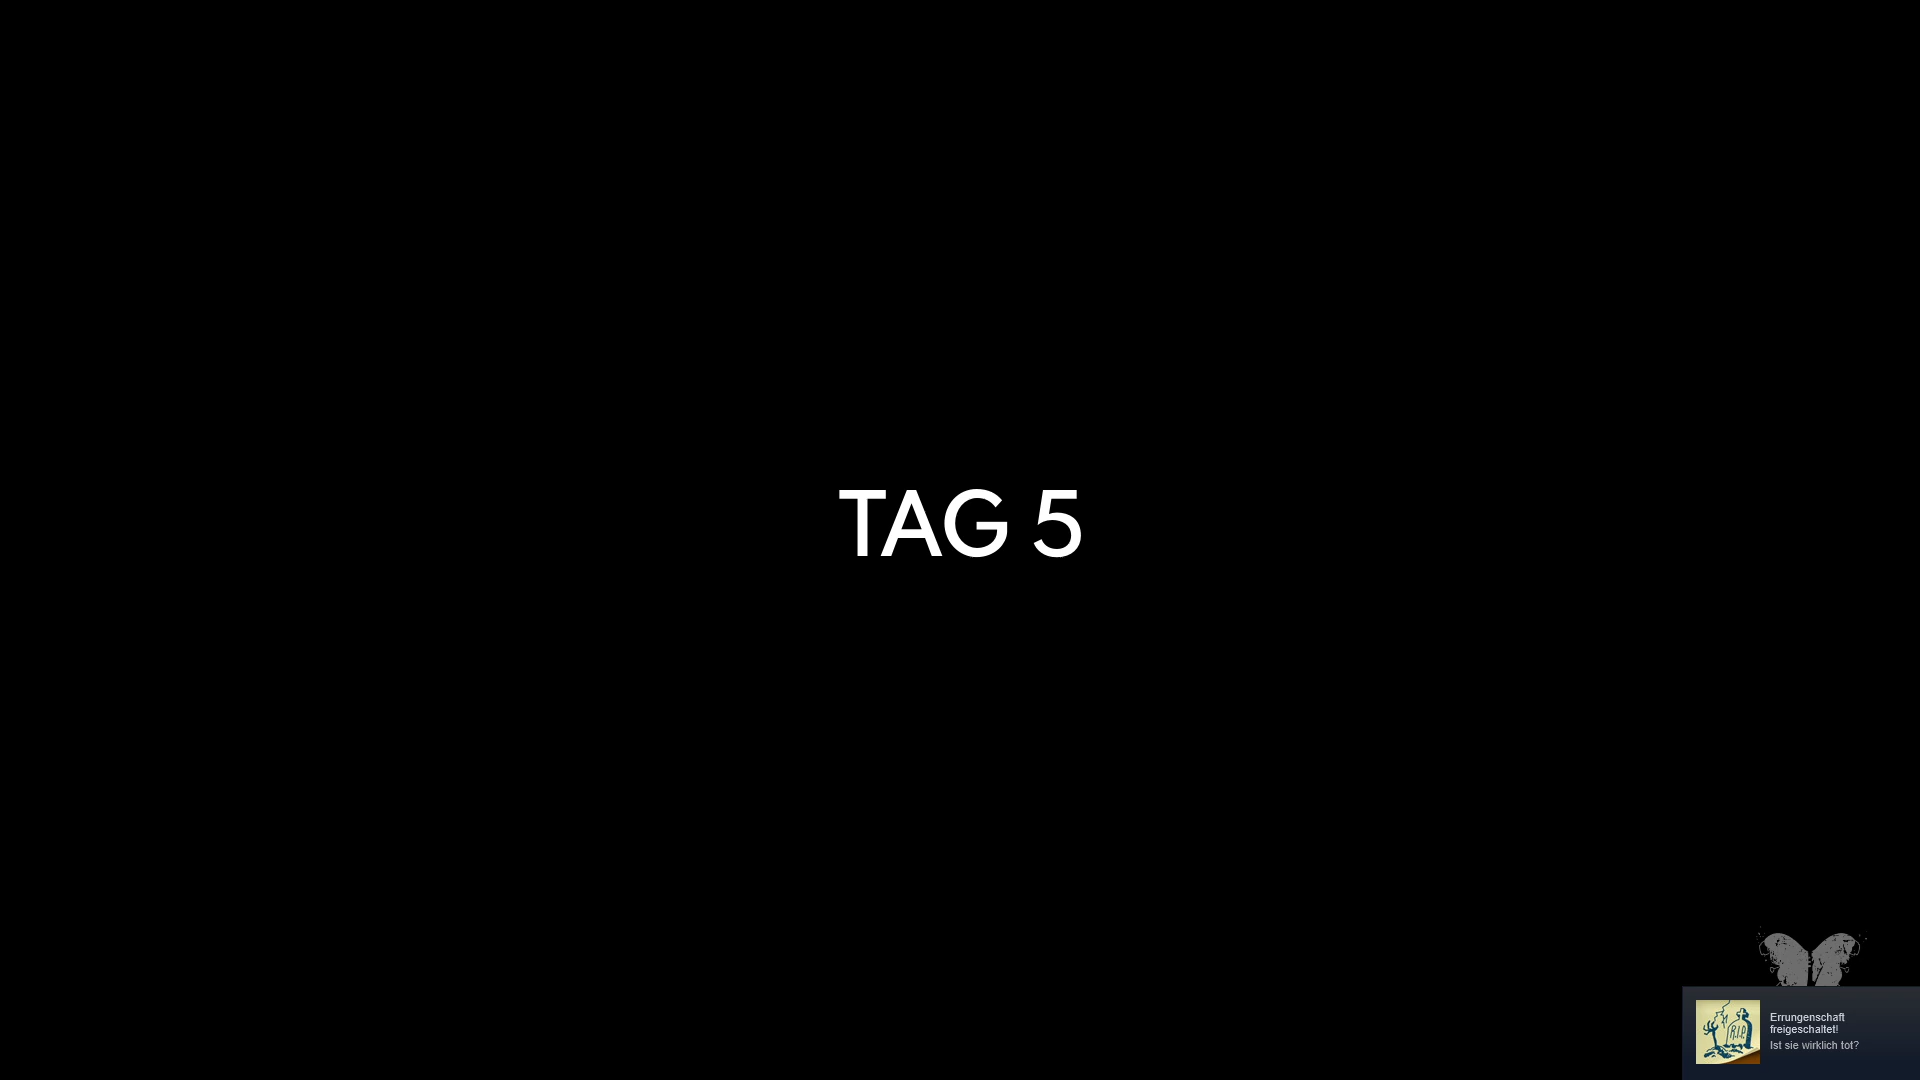 TAG 5
R.I.P.
Errungenschaft
freigeschaltet!
Ist sie wirklich tot?